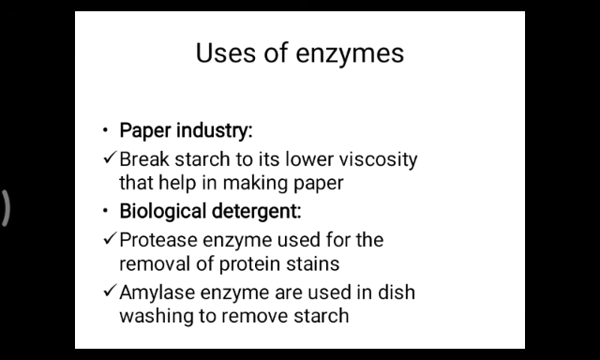 Uses of enzymes
• Paper industry:
✓Break starch to its lower viscosity
that help in making paper
• Biological detergent:
✓Protease enzyme used for the
removal of protein stains
✓Amylase enzyme are used in dish
washing to remove starch